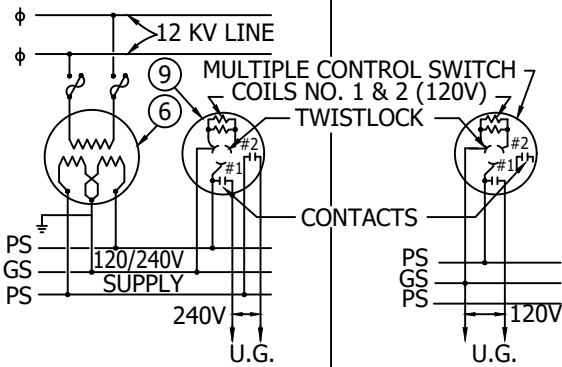 ϕ
12 KV LINE
ϕ
9
6
MULTIPLE CONTROL SWITCH
COILS NO. 1 & 2 (120V)
TWISTLOCK
#2
#1
#2
#1
CONTACTS
PS
120/240V
GS
SUPPLY
PS
240V
U.G.
PS
GS
PS
120V
U.G.